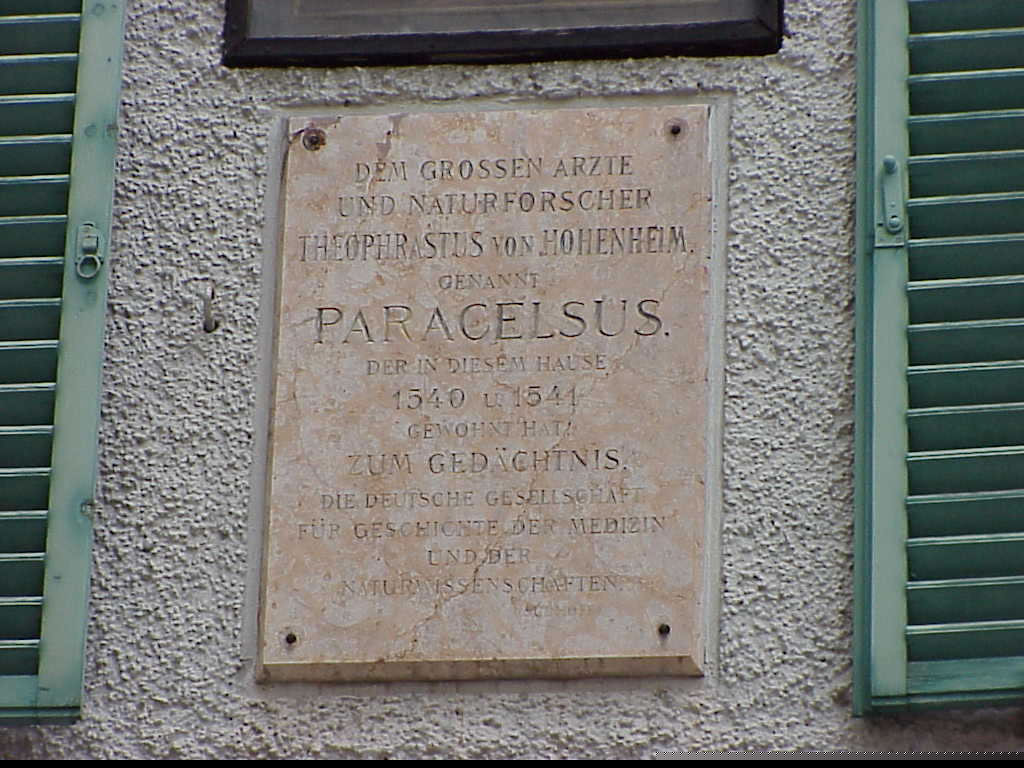 DEM GROSSEN ARZTE
UND NATURFORSCHER
THEOPHRASTUS VON HOHENHEIM.
GENANNT
PARACELSUS.
DER IN DIESEM HAUSE
1540 u. 1541
GEWOHNT HAT,
ZUM GEDÄCHTNIS.
DIE DEUTSCHE GESELLSCHAFT
FÜR GESCHICHTE DER MEDIZIN
UND DER
NATURWISSENSCHAFTEN.